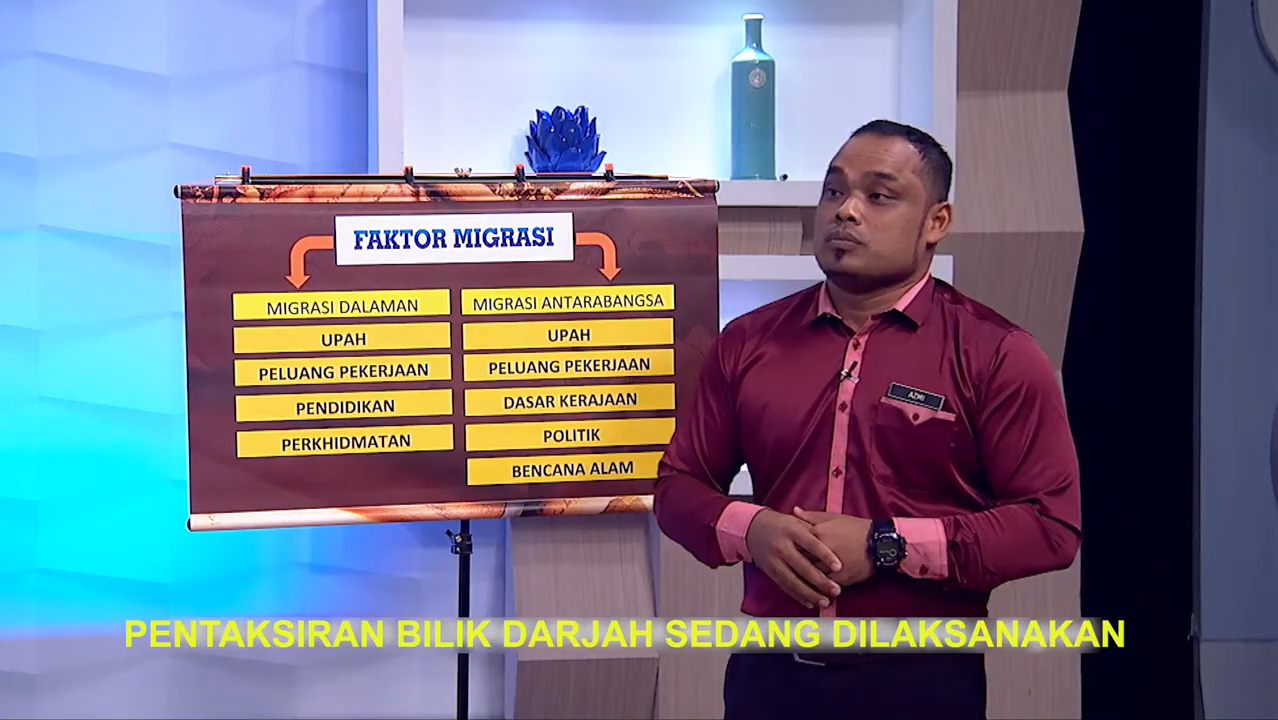 FAKTOR MIGRASI
MIGRASI DALAMAN
UPAH
PELUANG PEKERJAAN
PENDIDIKAN
PERKHIDMATAN
MIGRASI ANTARABANGSA
UPAH
PELUANG PEKERJAAN
DASAR KERAJAAN
POLITIK
BENCANA ALAM
AZMI
PENTAKSIRAN BILIK DARJAH SEDANG DILAKSANAKAN